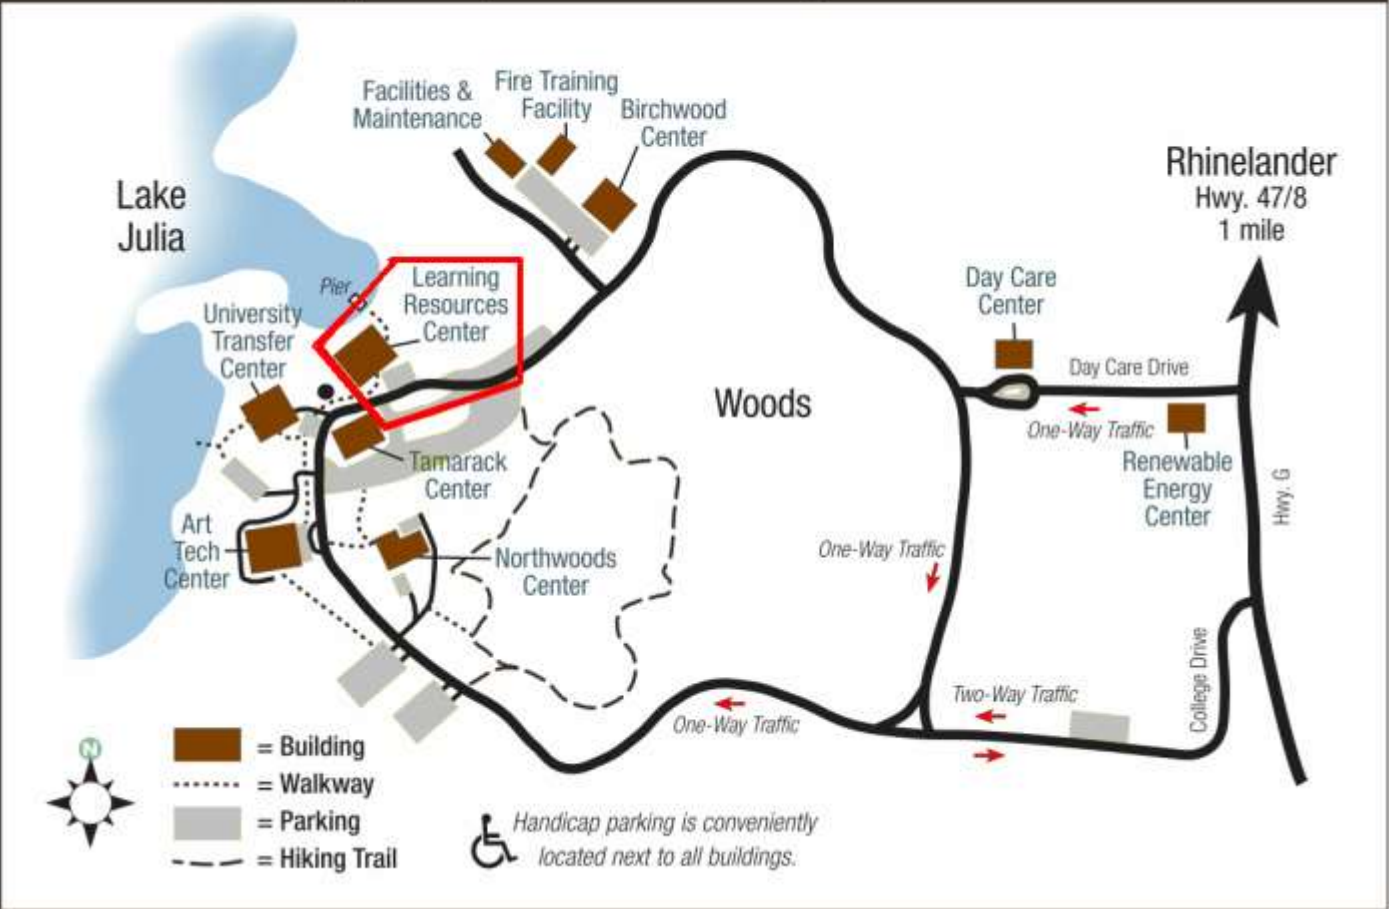 Facilities &
Maintenance
Fire Training
Facility
Birchwood
Center
Rhinelander
Hwy. 47/8
1 mile
Lake
Julia
Pier
Learning
Resources
Center
University
Transfer
Center
Day Care
Center
Day Care Drive
One-Way Traffic
Woods
Renewable
Energy
Center
Hwy. G
Tamarack
Center
Art
Tech
Center
Northwoods
Center
One-Way Traffic
College Drive
Two-Way Traffic
One-Way Traffic
N
= Building
= Walkway
= Parking
= Hiking Trail
Handicap parking is conveniently
located next to all buildings.